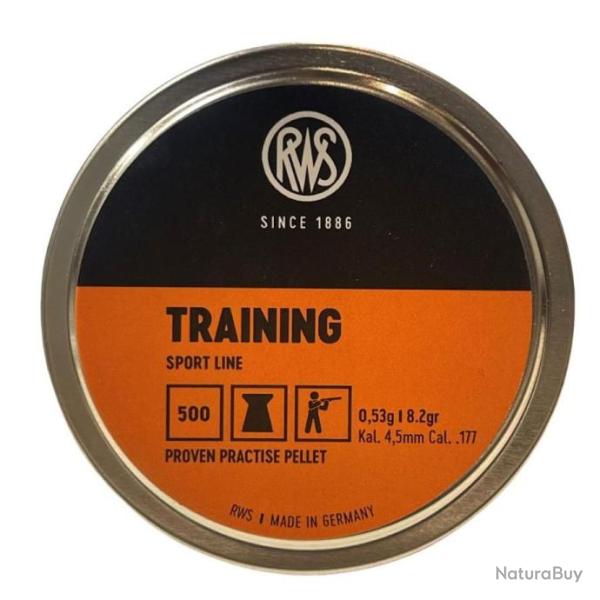 RWS
SINCE 1886
TRAINING
SPORT LINE
500
0,53g I 8.2gr
Kal. 4,5mm Cal. .177
PROVEN PRACTISE PELLET
RWS I MADE IN GERMANY
NaturaBuy